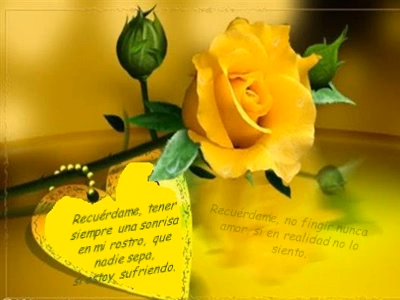 Recuérdame, tener
siempre una sonrisa
en mi rostro, que
nadie sepa,
si estoy sufriendo.
Recuérdame, no fingir nunca
amor, si en realidad no lo
siento.